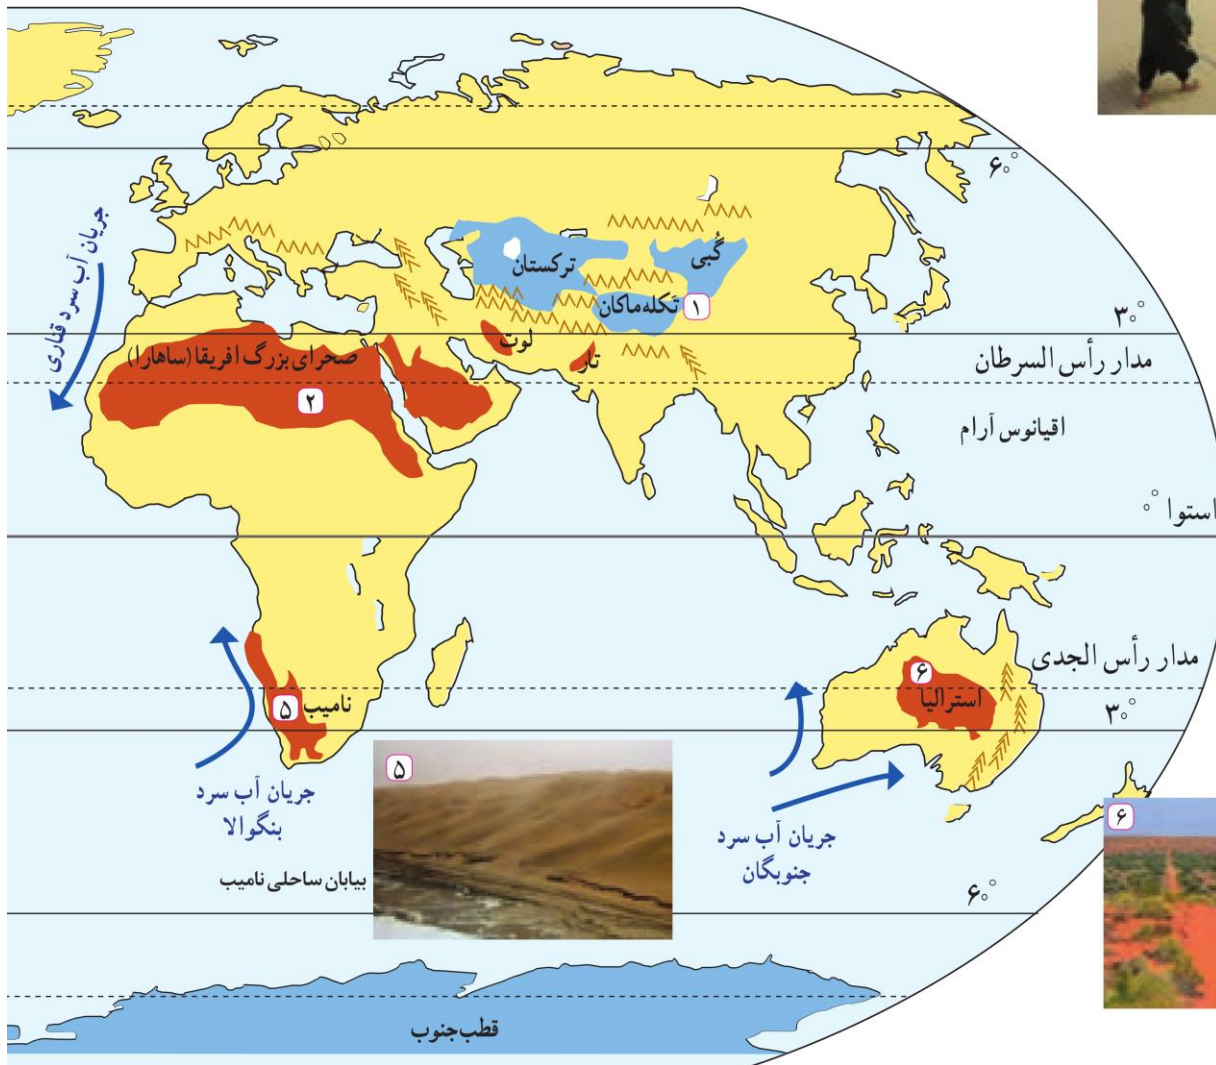 ۶۰°
جریان آب سرد قناری
گُبی
ترکستان
تکله‌ماکان
۱
۳۰°
لوت
تار
صحرای بزرگ افریقا (ساهارا)
۲
مدار رأس السرطان
اقیانوس آرام
استوا °
مدار رأس الجدی
۶
استرالیا
۳۰°
نامیب
۵
جریان آب سرد
بنگوالا
۵
جریان آب سرد
جنوبگان
۶
بیابان ساحلی نامیب
۶۰°
قطب جنوب